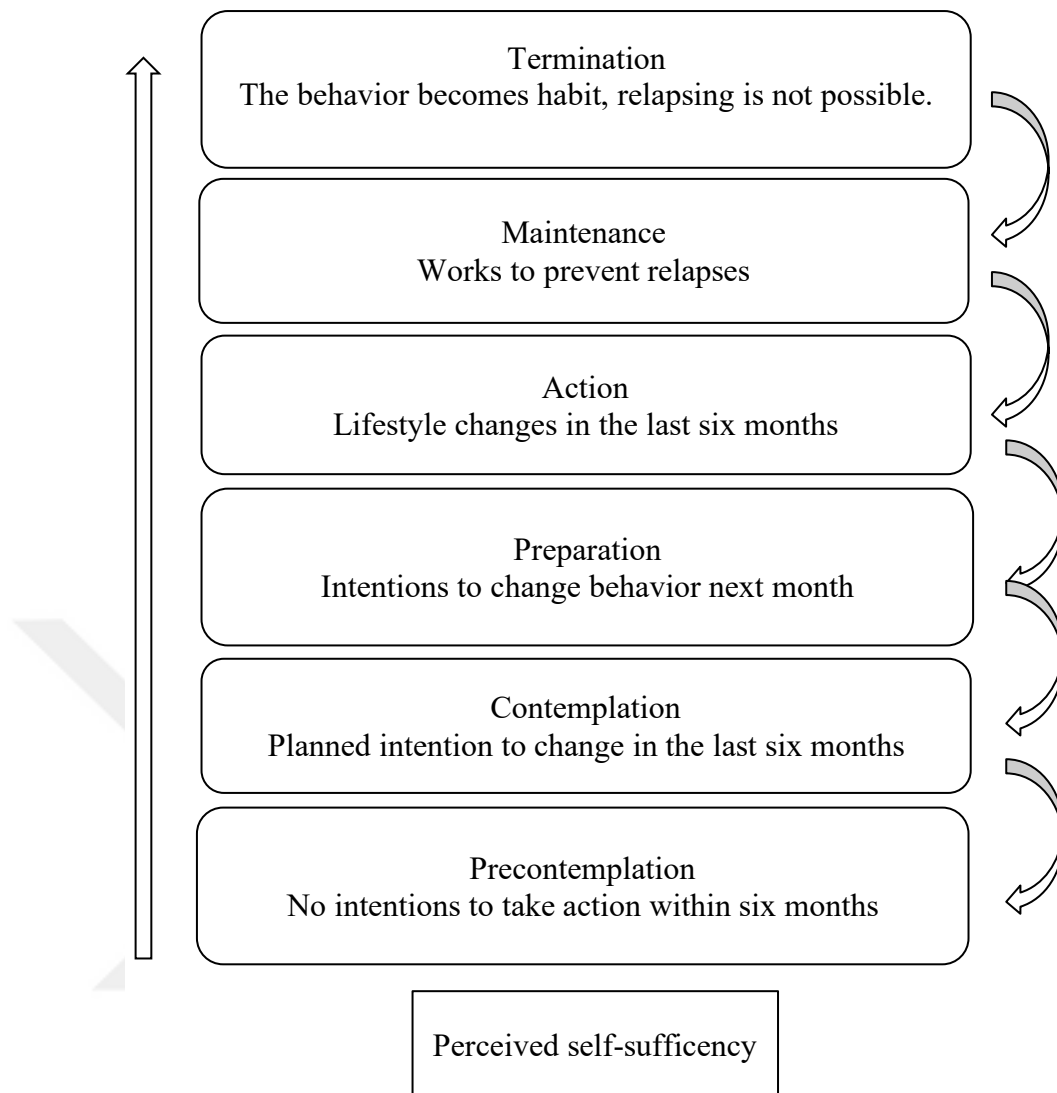 Termination
The behavior becomes habit, relapsing is not possible.
Maintenance
Works to prevent relapses
Action
Lifestyle changes in the last six months
Preparation
Intentions to change behavior next month
Contemplation
Planned intention to change in the last six months
Precontemplation
No intentions to take action within six months
Perceived self-sufficency